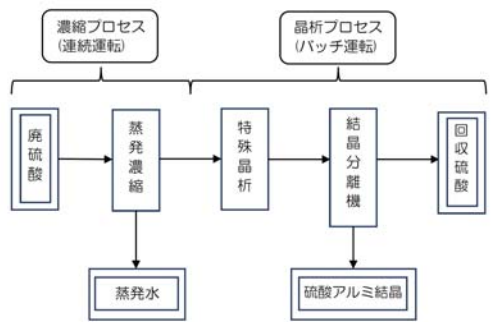 濃縮プロセス
(連続運転)
晶析プロセス
(バッチ運転)
廃硫酸
蒸発濃縮
特殊晶析
結晶分離機
回収硫酸
蒸発水
硫酸アルミ結晶